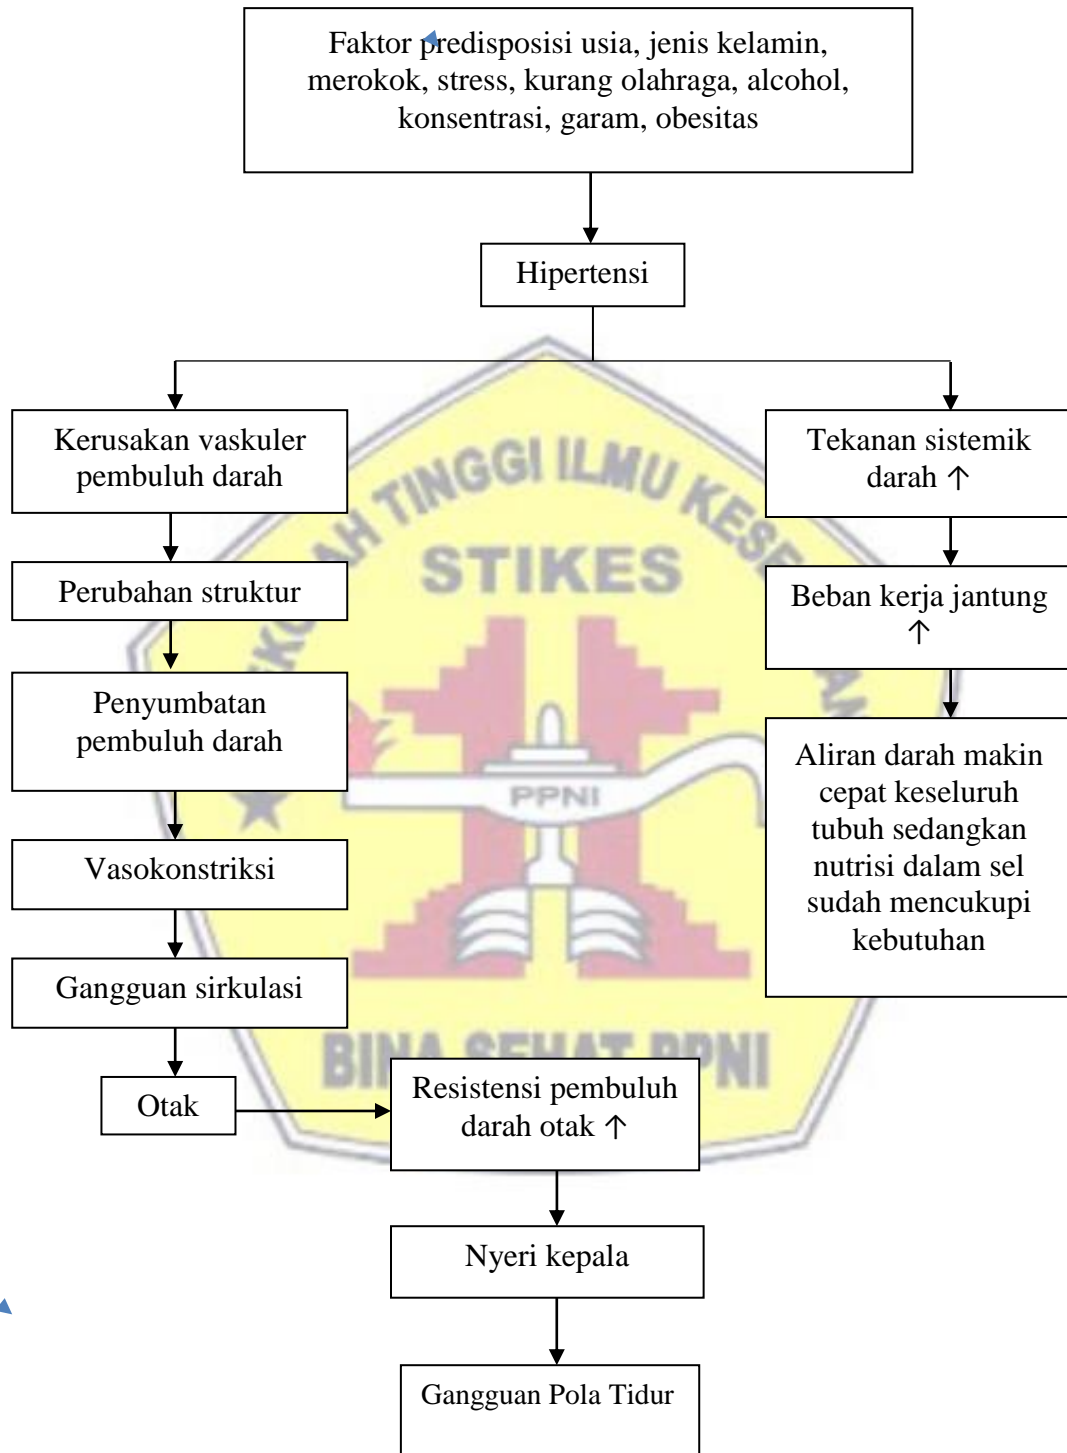 Faktor predisposisi usia, jenis kelamin,
merokok, stress, kurang olahraga, alcohol,
konsentrasi, garam, obesitas
Hipertensi
Kerusakan vaskuler
pembuluh darah
Perubahan struktur
Penyumbatan
pembuluh darah
Vasokonstriksi
Gangguan sirkulasi
Otak
Resistensi pembuluh
darah otak ↑
Nyeri kepala
Gangguan Pola Tidur
Tekanan sistemik
darah ↑
Beban kerja jantung
↑
Aliran darah makin
cepat keseluruh
tubuh sedangkan
nutrisi dalam sel
sudah mencukupi
kebutuhan
TINGGI ILMU
STIKES
PPNI
BINA SEHAT PPNI